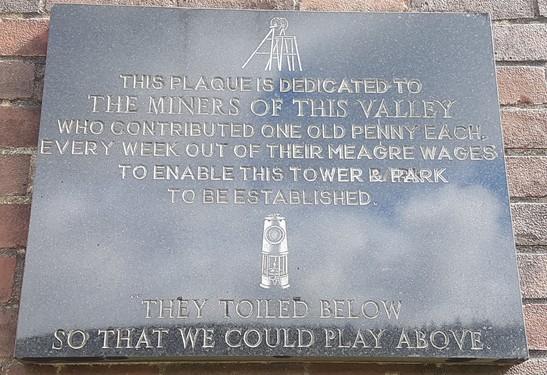 THIS PLAQUE IS DEDICATED TO
THE MINERS OF THIS VALLEY
WHO CONTRIBUTED ONE OLD PENNY EACH,
EVERY WEEK OUT OF THEIR MEAGRE WAGES
TO ENABLE THIS TOWER & PARK
TO BE ESTABLISHED.
"THEY TOILED BELOW
SO THAT WE COULD PLAY ABOVE"